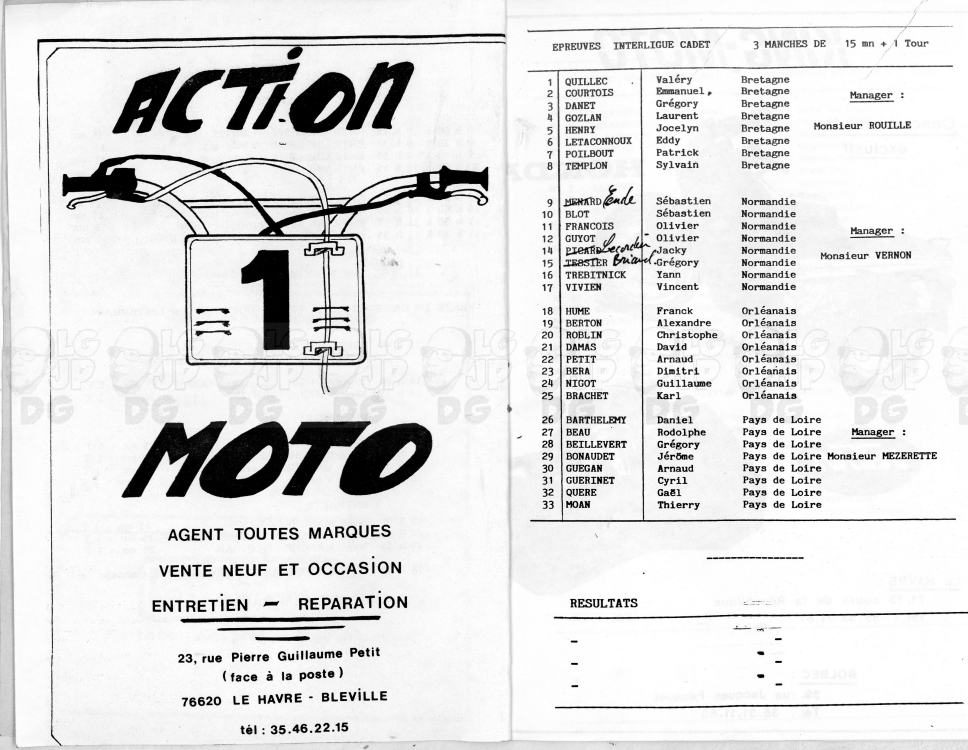 ACTION
1
MOTO
AGENT TOUTES MARQUES
VENTE NEUF ET OCCASION
ENTRETIEN - REPARATION
23, rue Pierre Guillaume Petit
(face à la poste)
76620 LE HAVRE - BLEVILLE
tél : 35.46.22.15
EPREUVES INTERLIGUE CADET 3 MANCHES DE 15 mn + 1 Tour
1 QUILLEC Valéry Bretagne
2 COURTOIS Emmanuel Bretagne Manager :
3 DANET Grégory Bretagne
4 GOZLAN Laurent Bretagne
5 HENRY Jocelyn Bretagne Monsieur ROUILLE
6 LETACONNOUX Eddy Bretagne
7 POILBOUT Patrick Bretagne
8 TEMPLON Sylvain Bretagne
9 MENARD Sébastien Normandie
10 BLOT Sébastien Normandie
11 FRANCOIS Olivier Normandie
12 GUYOT Olivier Normandie Manager :
14 PICARD Jacky Normandie
15 TESSIER Briand Grégory Normandie Monsieur VERNON
16 TREBITNICK Yann Normandie
17 VIVIEN Vincent Normandie
18 HUME Franck Orléanais
19 BERTON Alexandre Orléanais
20 ROBLIN Christophe Orléanais
21 DAMAS David Orléanais
22 PETIT Arnaud Orléanais
23 BERA Dimitri Orléanais
24 NIGOT Guillaume Orléanais
25 BRACHET Karl Orléanais
26 BARTHELEMY Daniel Pays de Loire
27 BEAU Rodolphe Pays de Loire Manager :
28 BEILLEVERT Grégory Pays de Loire
29 BONAUDET Jérôme Pays de Loire Monsieur MEZERETTE
30 GUEGAN Arnaud Pays de Loire
31 GUERINET Cyril Pays de Loire
32 QUERE Gaël Pays de Loire
33 MOAN Thierry Pays de Loire
RESULTATS
- -
- -
- -
LG JP DG